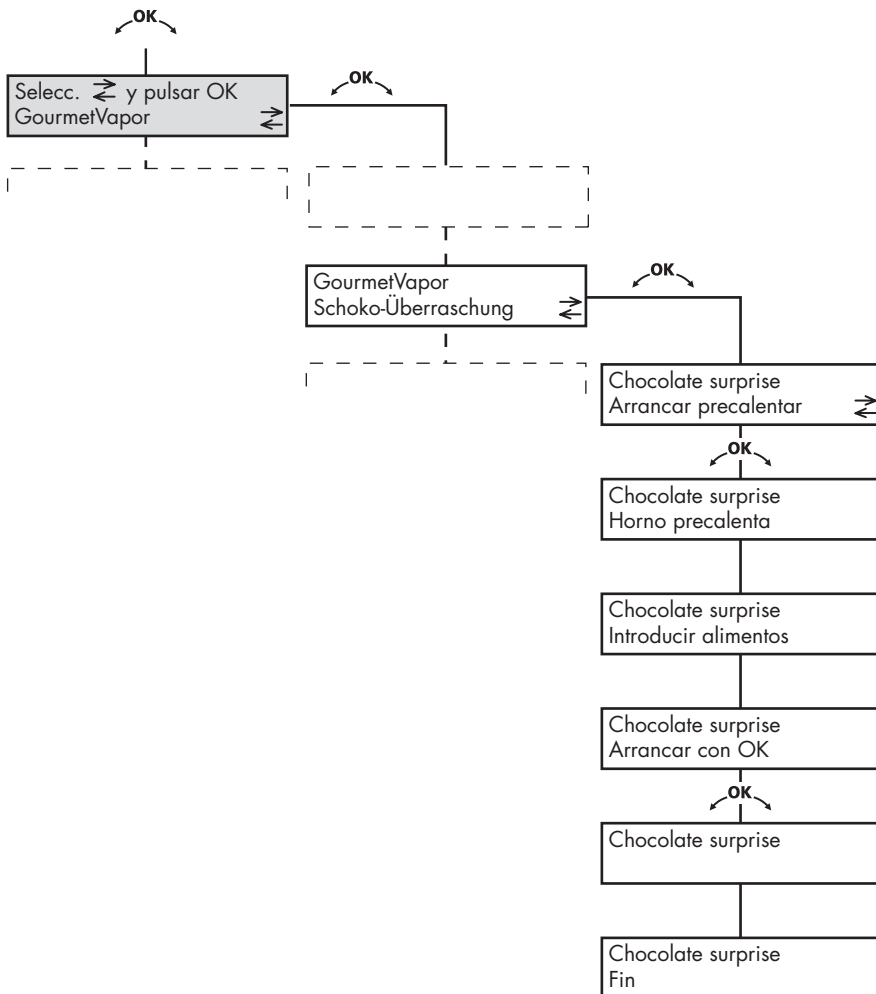 OK
Selecc. ⇄ y pulsar OK
GourmetVapor ⇄
OK
GourmetVapor
Schoko-Überraschung ⇄
OK
Chocolate surprise
Arrancar precalentar ⇄
OK
Chocolate surprise
Horno precalenta
Chocolate surprise
Introducir alimentos
Chocolate surprise
Arrancar con OK
OK
Chocolate surprise
Chocolate surprise
Fin